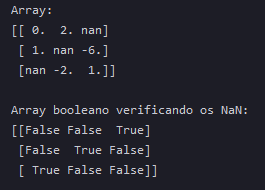 Array:
[[ 0.  2. nan]
 [ 1. nan -6.]
 [nan -2.  1.]]

Array booleano verificando os NaN:
[[False False  True]
 [False  True False]
 [ True False False]]